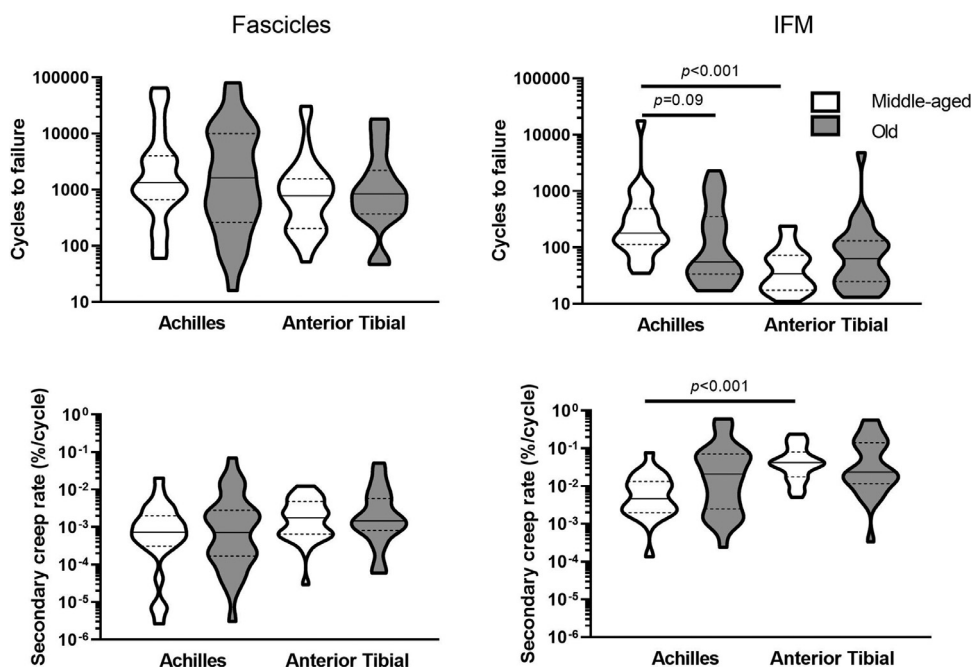 Fascicles
IFM
Cycles to failure
100000
10000
1000
100
10
Achilles
Anterior Tibial
Cycles to failure
100000
10000
1000
100
10
p<0.001
p=0.09
Middle-aged
Old
Achilles
Anterior Tibial
Secondary creep rate (%/cycle)
10⁰
10⁻¹
10⁻²
10⁻³
10⁻⁴
10⁻⁵
10⁻⁶
Achilles
Anterior Tibial
Secondary creep rate (%/cycle)
10⁰
10⁻¹
10⁻²
10⁻³
10⁻⁴
10⁻⁵
10⁻⁶
p<0.001
Achilles
Anterior Tibial